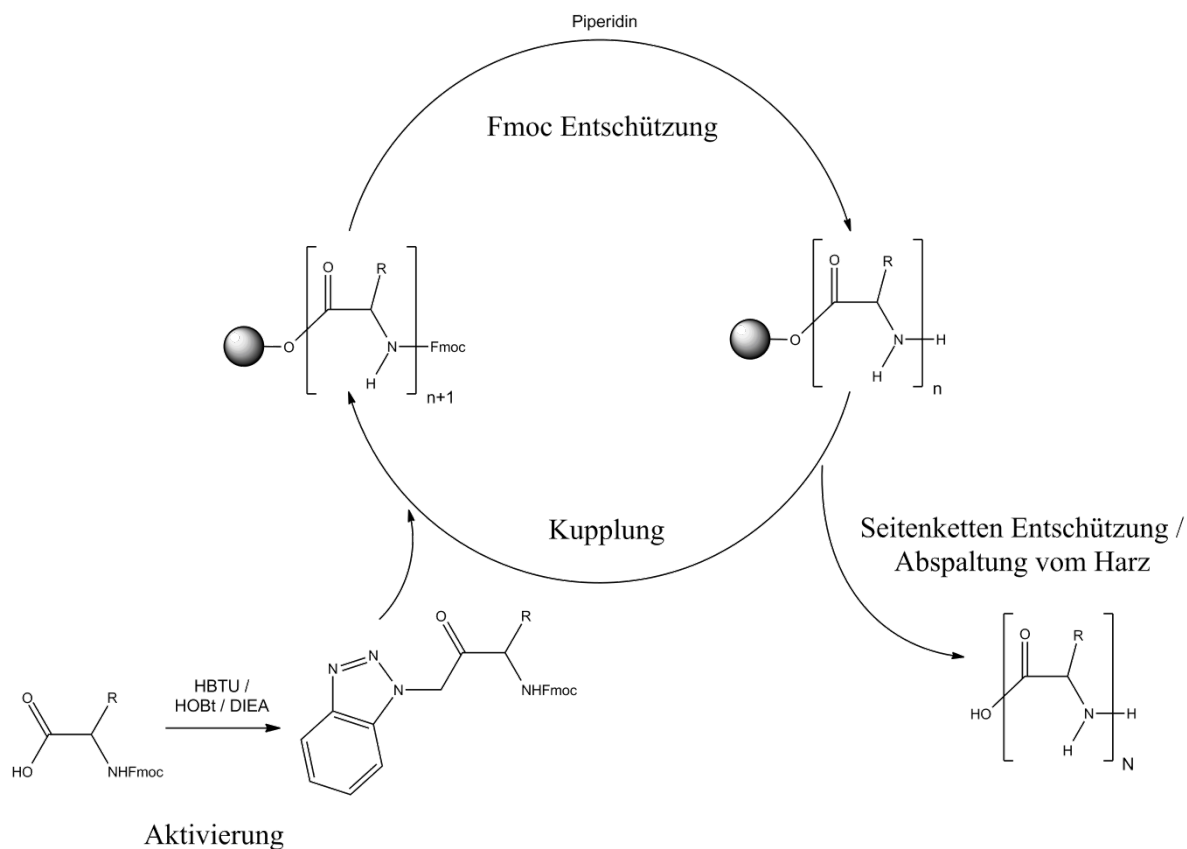 Piperidin
Fmoc Entschützung
O
R
O
N
H
Fmoc
n+1
O
R
O
N
H
H
n
Kupplung
Seitenketten Entschützung /
Abspaltung vom Harz
O
R
HO
NHFmoc
HBTU /
HOBt / DIEA
O
R
N
N
N
NHFmoc
O
R
HO
N
H
H
N
Aktivierung